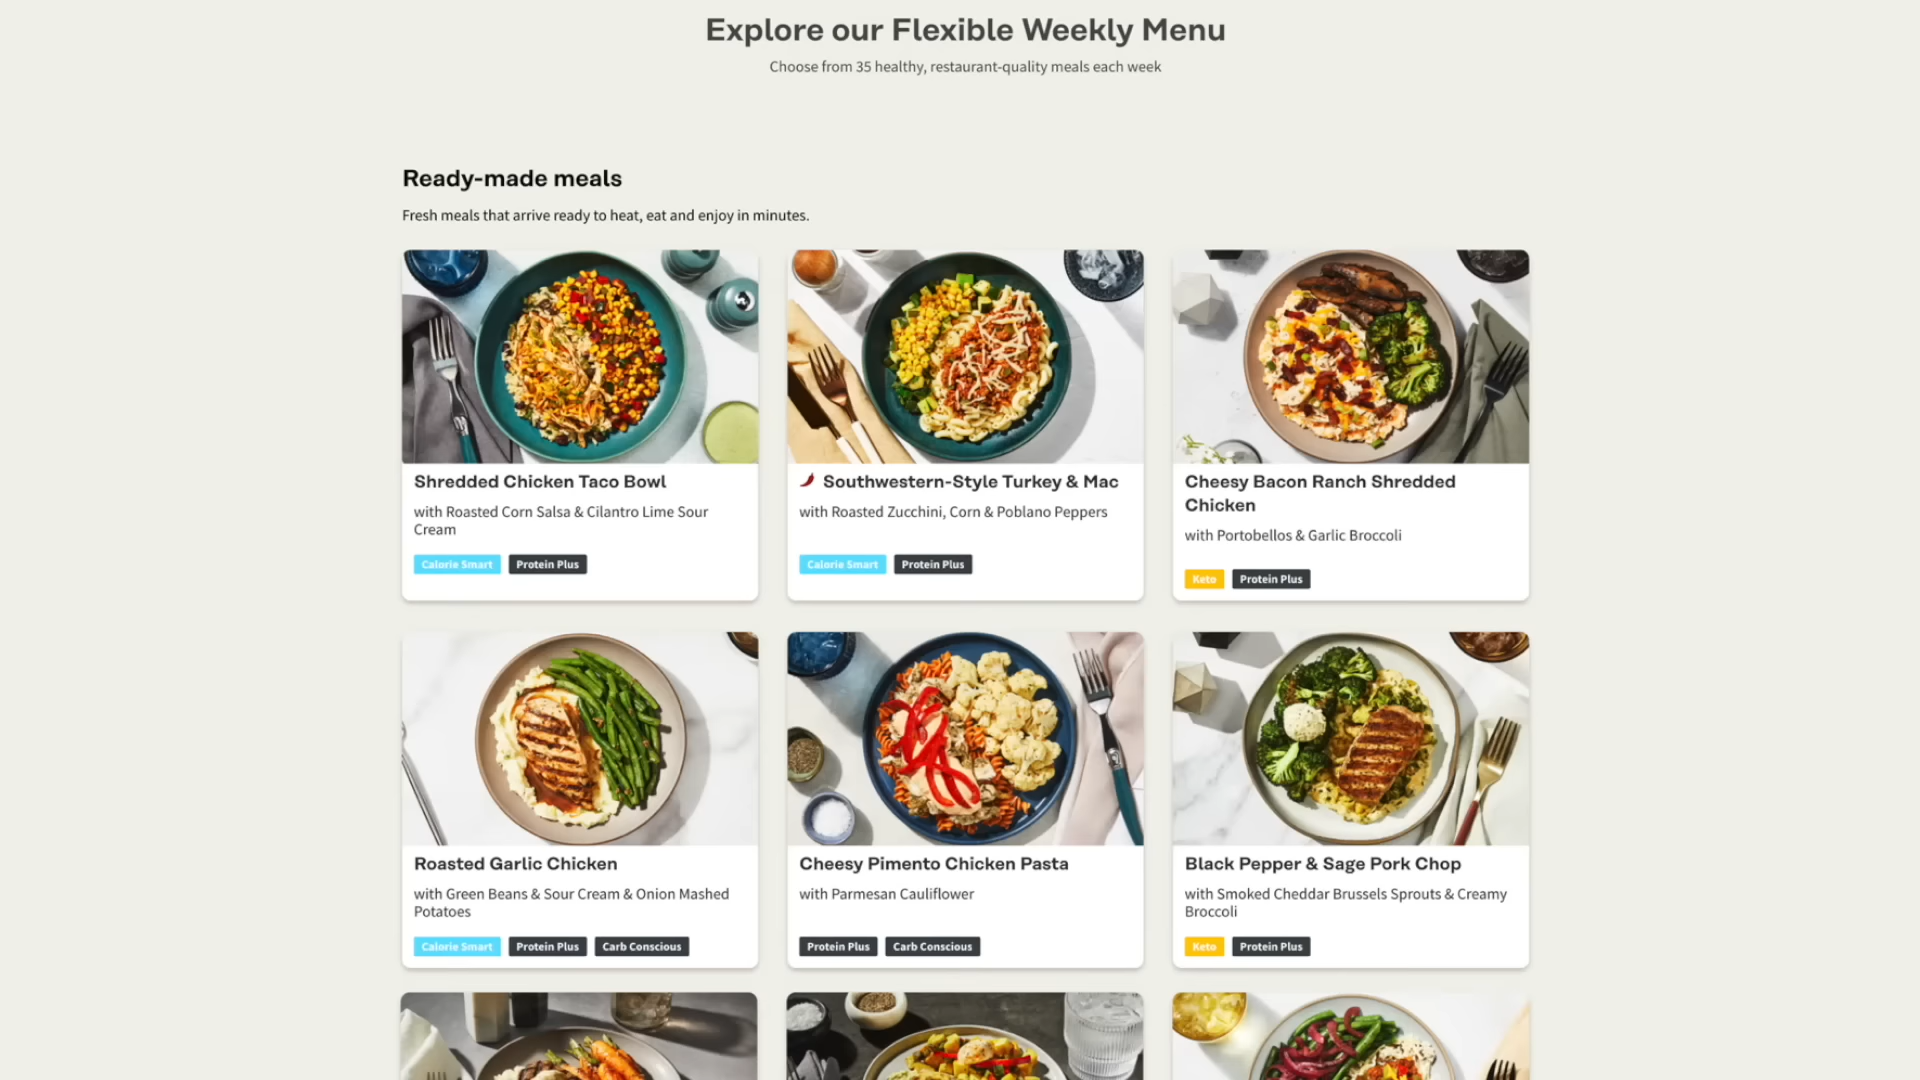 Explore our Flexible Weekly Menu
Choose from 35 healthy, restaurant-quality meals each week
Ready-made meals
Fresh meals that arrive ready to heat, eat and enjoy in minutes.
Shredded Chicken Taco Bowl
with Roasted Corn Salsa & Cilantro Lime Sour
Cream
Calorie Smart
Protein Plus
Southwestern-Style Turkey & Mac
with Roasted Zucchini, Corn & Poblano Peppers
Calorie Smart
Protein Plus
Cheesy Bacon Ranch Shredded
Chicken
with Portobellos & Garlic Broccoli
Keto
Protein Plus
Roasted Garlic Chicken
with Green Beans & Sour Cream & Onion Mashed
Potatoes
Calorie Smart
Protein Plus
Carb Conscious
Cheesy Pimento Chicken Pasta
with Parmesan Cauliflower
Protein Plus
Carb Conscious
Black Pepper & Sage Pork Chop
with Smoked Cheddar Brussels Sprouts & Creamy
Broccoli
Keto
Protein Plus